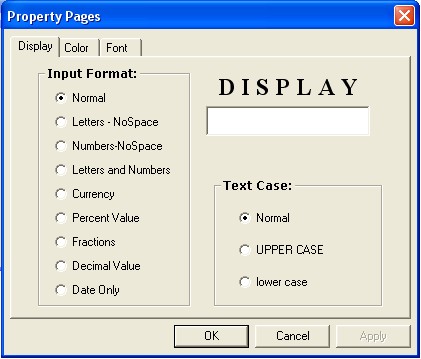 Property Pages
Display
Color
Font
Input Format:
Normal
Letters - NoSpace
Numbers-NoSpace
Letters and Numbers
Currency
Percent Value
Fractions
Decimal Value
Date Only
DISPLAY
Text Case:
Normal
UPPER CASE
lower case
OK
Cancel
Apply